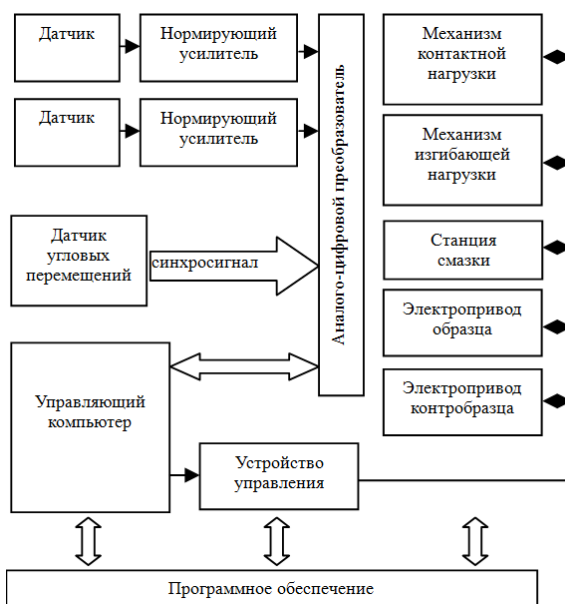 Датчик
Нормирующий
усилитель
Датчик
Нормирующий
усилитель
Датчик
угловых
перемещений
синхросигнал
Аналого-цифровой преобразователь
Механизм
контактной
нагрузки
Механизм
изгибающей
нагрузки
Станция
смазки
Электропривод
образца
Электропривод
контробразца
Управляющий
компьютер
Устройство
управления
Программное обеспечение